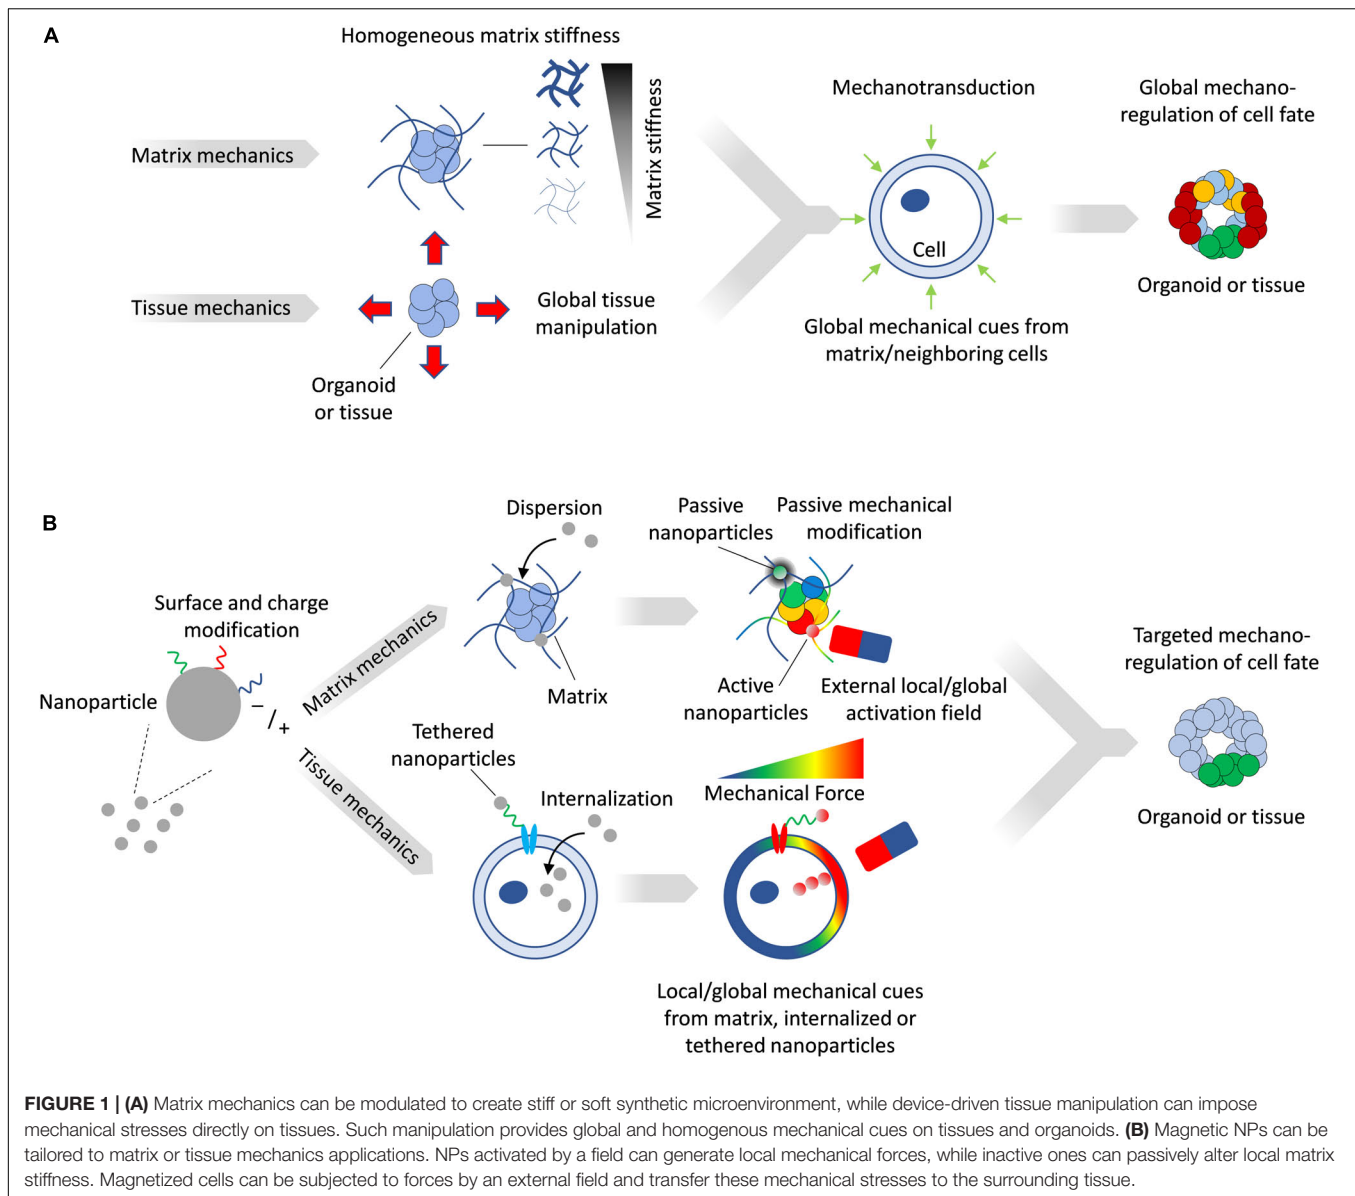 A
Homogeneous matrix stiffness
Matrix stiffness
Matrix mechanics
Tissue mechanics
Global tissue
manipulation
Organoid
or tissue
Mechanotransduction
Cell
Global mechanical cues from
matrix/neighboring cells
Global mechano-
regulation of cell fate
Organoid or tissue
B
Surface and charge
modification
Nanoparticle
− / +
Matrix mechanics
Tissue mechanics
Dispersion
Matrix
Passive
nanoparticles
Passive mechanical
modification
Active
nanoparticles
External local/global
activation field
Tethered
nanoparticles
Internalization
Mechanical Force
Local/global mechanical cues
from matrix, internalized or
tethered nanoparticles
Targeted mechano-
regulation of cell fate
Organoid or tissue
FIGURE 1 | (A) Matrix mechanics can be modulated to create stiff or soft synthetic microenvironment, while device-driven tissue manipulation can impose
mechanical stresses directly on tissues. Such manipulation provides global and homogenous mechanical cues on tissues and organoids. (B) Magnetic NPs can be
tailored to matrix or tissue mechanics applications. NPs activated by a field can generate local mechanical forces, while inactive ones can passively alter local matrix
stiffness. Magnetized cells can be subjected to forces by an external field and transfer these mechanical stresses to the surrounding tissue.